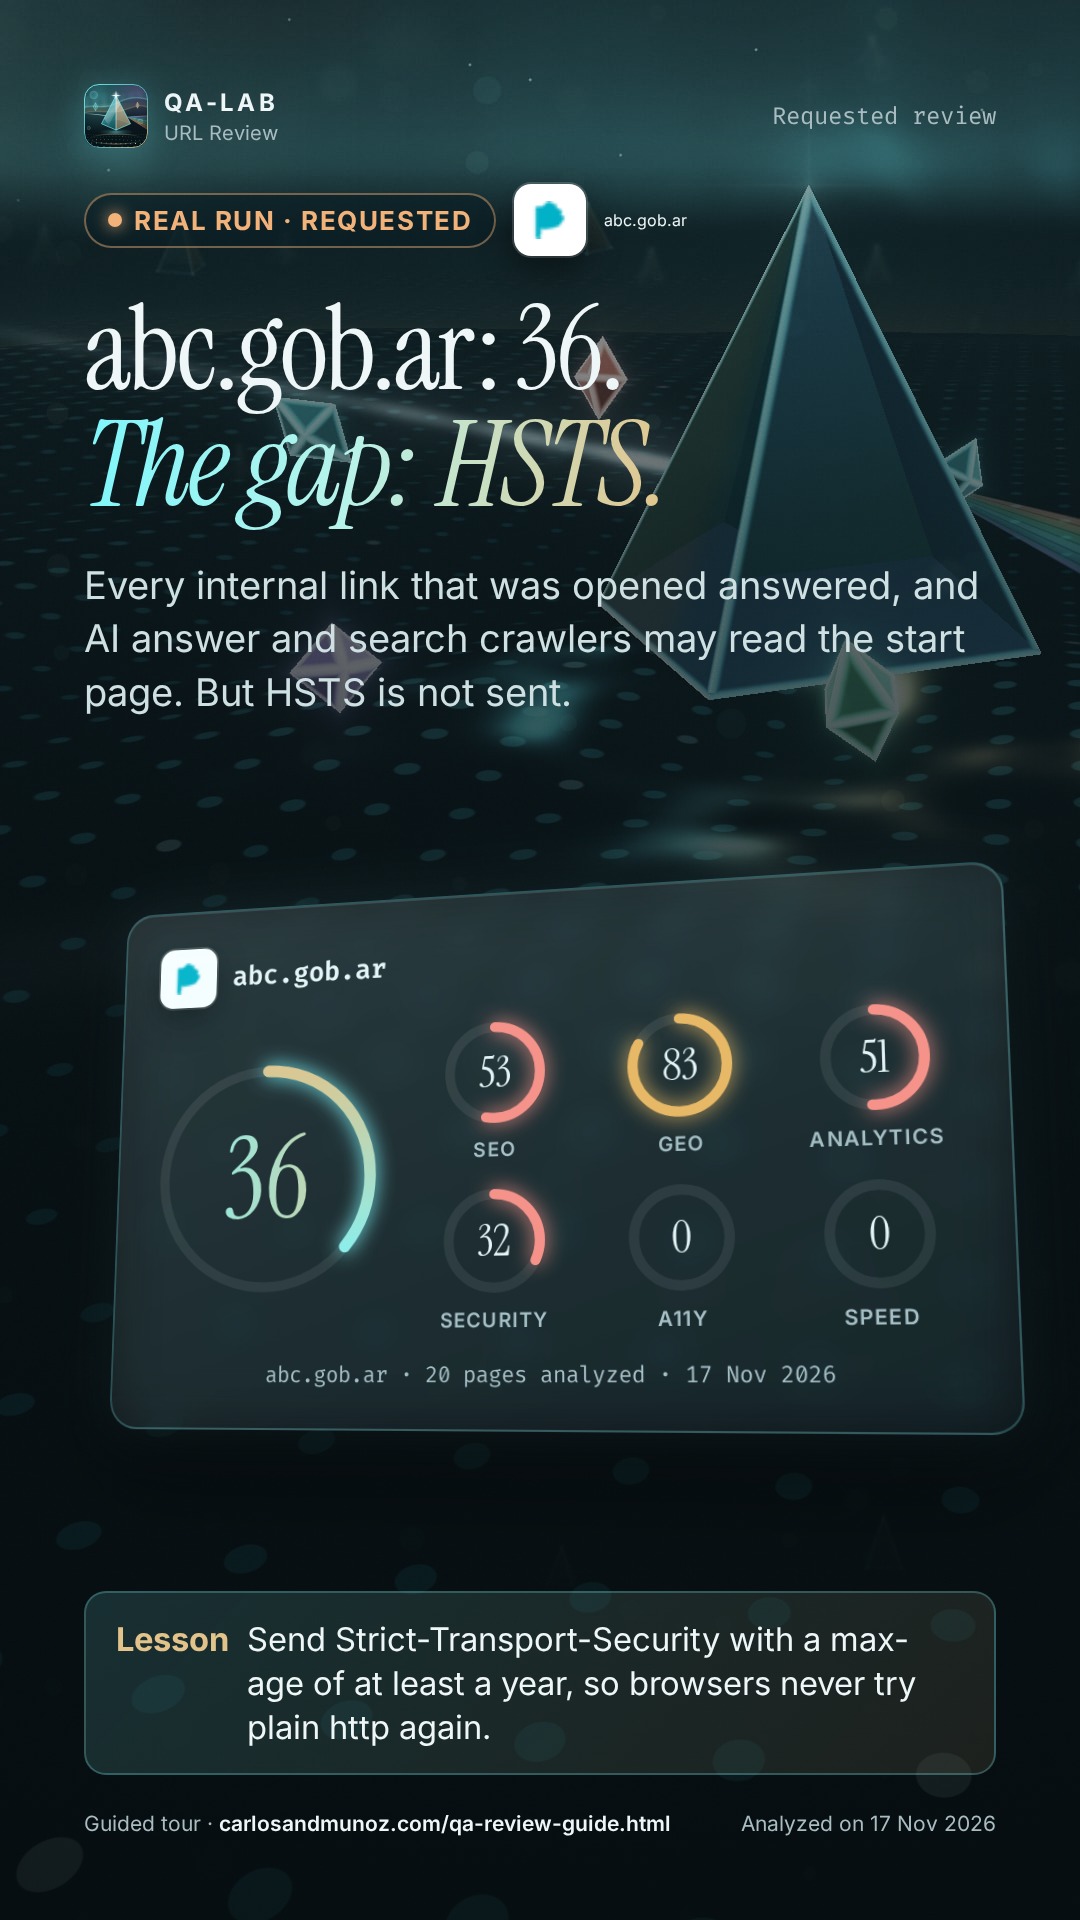 QA-LAB
URL Review
Requested review
REAL RUN · REQUESTED
abc.gob.ar
abc.gob.ar: 36.
The gap: HSTS.
Every internal link that was opened answered, and
AI answer and search crawlers may read the start
page. But HSTS is not sent.
abc.gob.ar
36
53
SEO
83
GEO
51
ANALYTICS
32
SECURITY
0
A11Y
0
SPEED
abc.gob.ar · 20 pages analyzed · 17 Nov 2026
Lesson
Send Strict-Transport-Security with a max-
age of at least a year, so browsers never try
plain http again.
Guided tour · carlosandmunoz.com/qa-review-guide.html
Analyzed on 17 Nov 2026